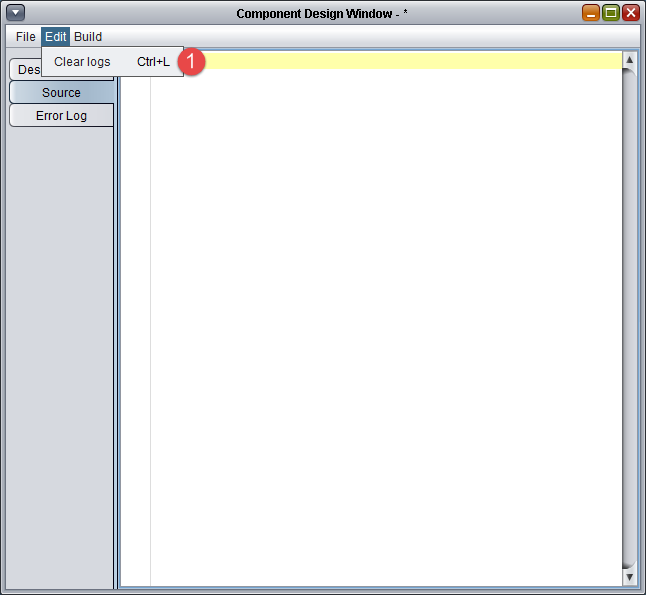 Component Design Window - *
File Edit Build
Clear logs Ctrl+L 1
Source
Error Log